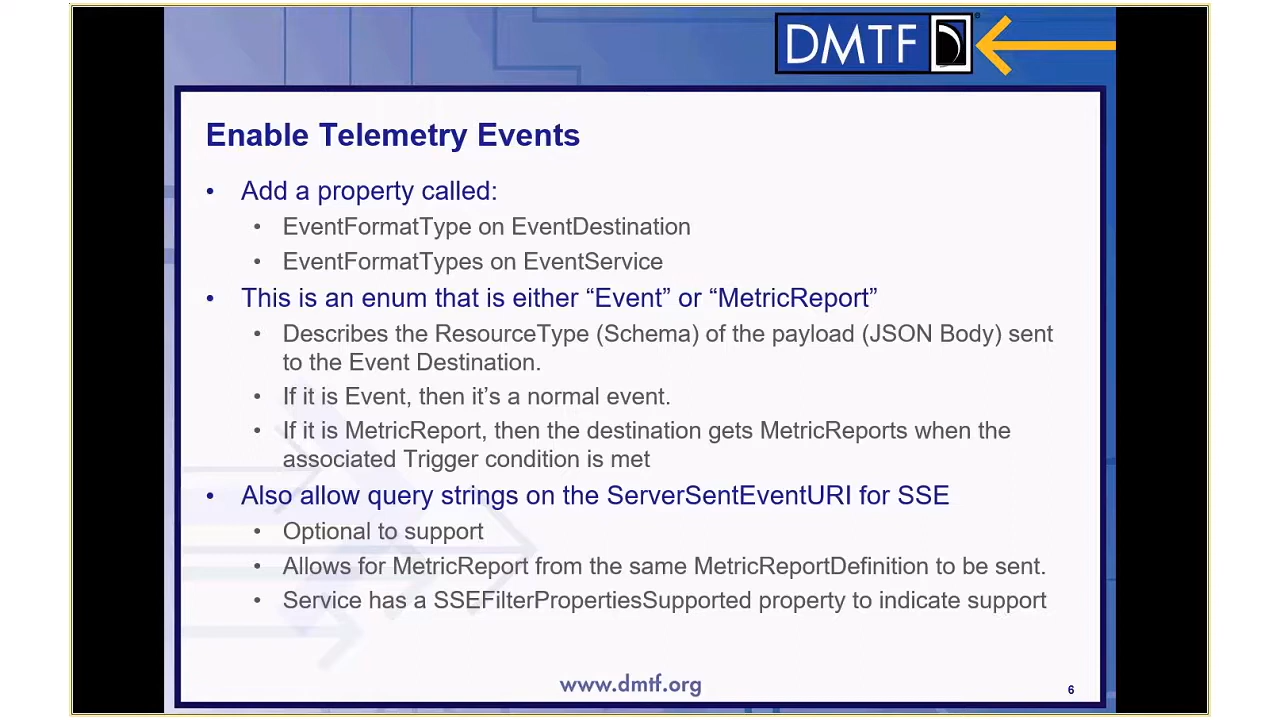 DMTF
Enable Telemetry Events
• Add a property called:
• EventFormatType on EventDestination
• EventFormatTypes on EventService
• This is an enum that is either “Event” or “MetricReport”
• Describes the ResourceType (Schema) of the payload (JSON Body) sent
to the Event Destination.
• If it is Event, then it’s a normal event.
• If it is MetricReport, then the destination gets MetricReports when the
associated Trigger condition is met
• Also allow query strings on the ServerSentEventURI for SSE
• Optional to support
• Allows for MetricReport from the same MetricReportDefinition to be sent.
• Service has a SSEFilterPropertiesSupported property to indicate support
www.dmtf.org
6